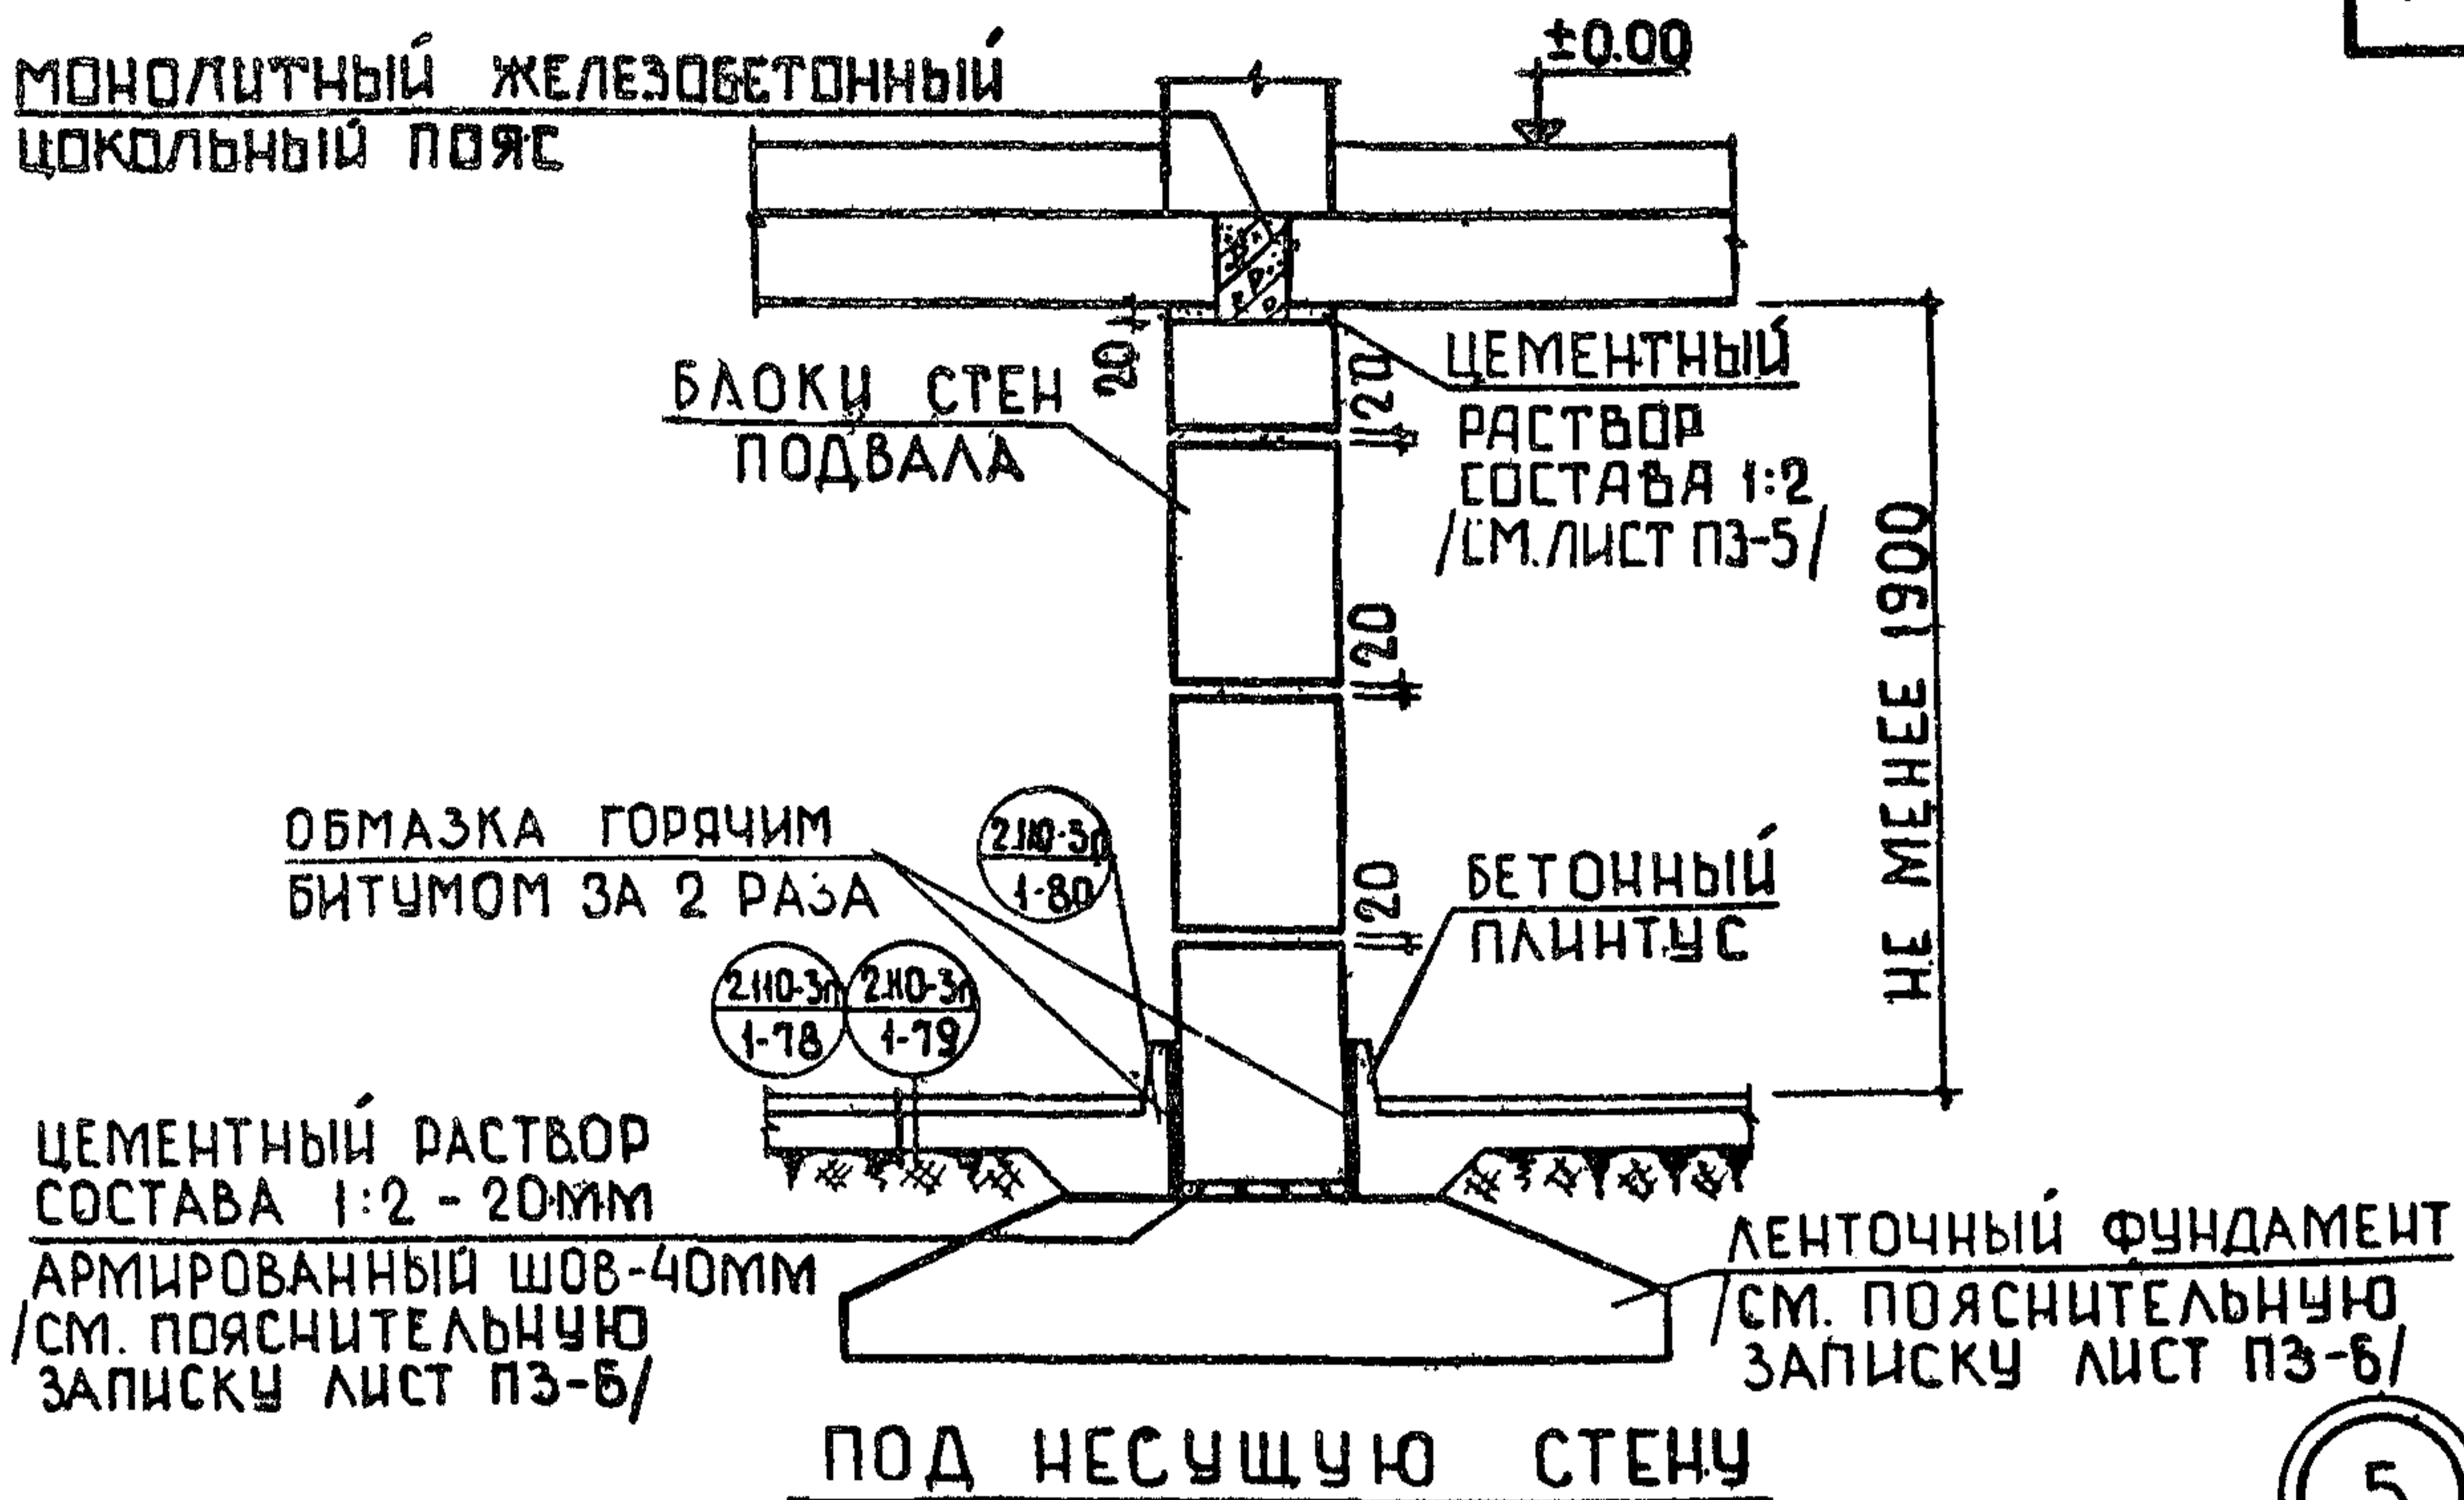 ±0.00
МОНОЛИТНЫЙ ЖЕЛЕЗОБЕТОННЫЙ
ЦОКОЛЬНЫЙ ПОЯС
20
БЛОКИ СТЕН
ПОДВАЛА
20
ЦЕМЕНТНЫЙ
РАСТВОР
СОСТАВА 1:2
/СМ. ЛИСТ ПЗ-5/
20
НЕ МЕНЕЕ 1900
ОБМАЗКА ГОРЯЧИМ
БИТУМОМ ЗА 2 РАЗА
2.110-3п
1-80
20
БЕТОННЫЙ
ПЛИНТУС
2.110-3п
1-78
2.110-3п
1-79
ЦЕМЕНТНЫЙ РАСТВОР
СОСТАВА 1:2 - 20ММ
АРМИРОВАННЫЙ ШОВ-40ММ
/СМ. ПОЯСНИТЕЛЬНУЮ
ЗАПИСКУ ЛИСТ ПЗ-6/
ЛЕНТОЧНЫЙ ФУНДАМЕНТ
/СМ. ПОЯСНИТЕЛЬНУЮ
ЗАПИСКУ ЛИСТ ПЗ-6/
ПОД НЕСУЩУЮ СТЕНУ
5